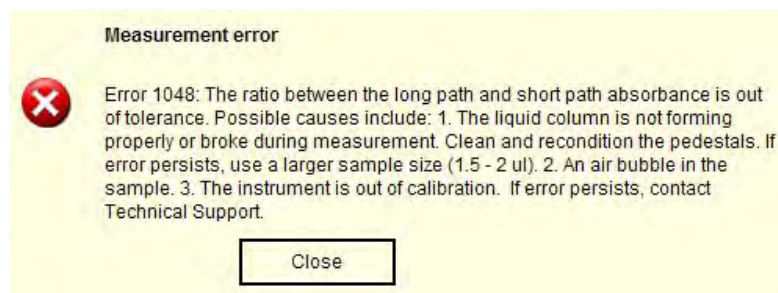 Measurement error
Error 1048: The ratio between the long path and short path absorbance is out
of tolerance. Possible causes include: 1. The liquid column is not forming
properly or broke during measurement. Clean and recondition the pedestals. If
error persists, use a larger sample size (1.5 - 2 ul). 2. An air bubble in the
sample. 3. The instrument is out of calibration.  If error persists, contact
Technical Support.
Close